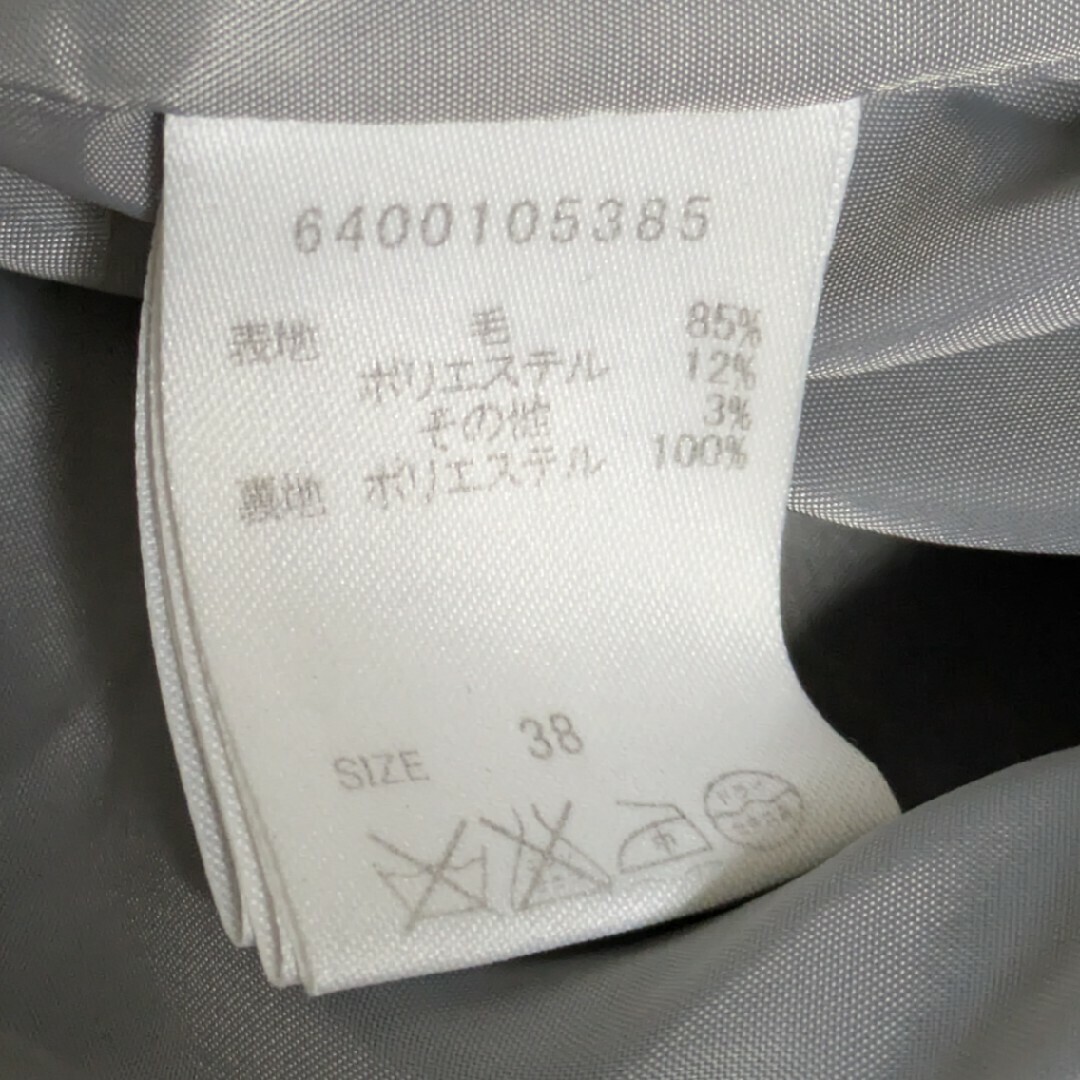 6400105385
表地 毛 85%
ポリエステル 12%
その他 3%
裏地 ポリエステル 100%
SIZE 38
中